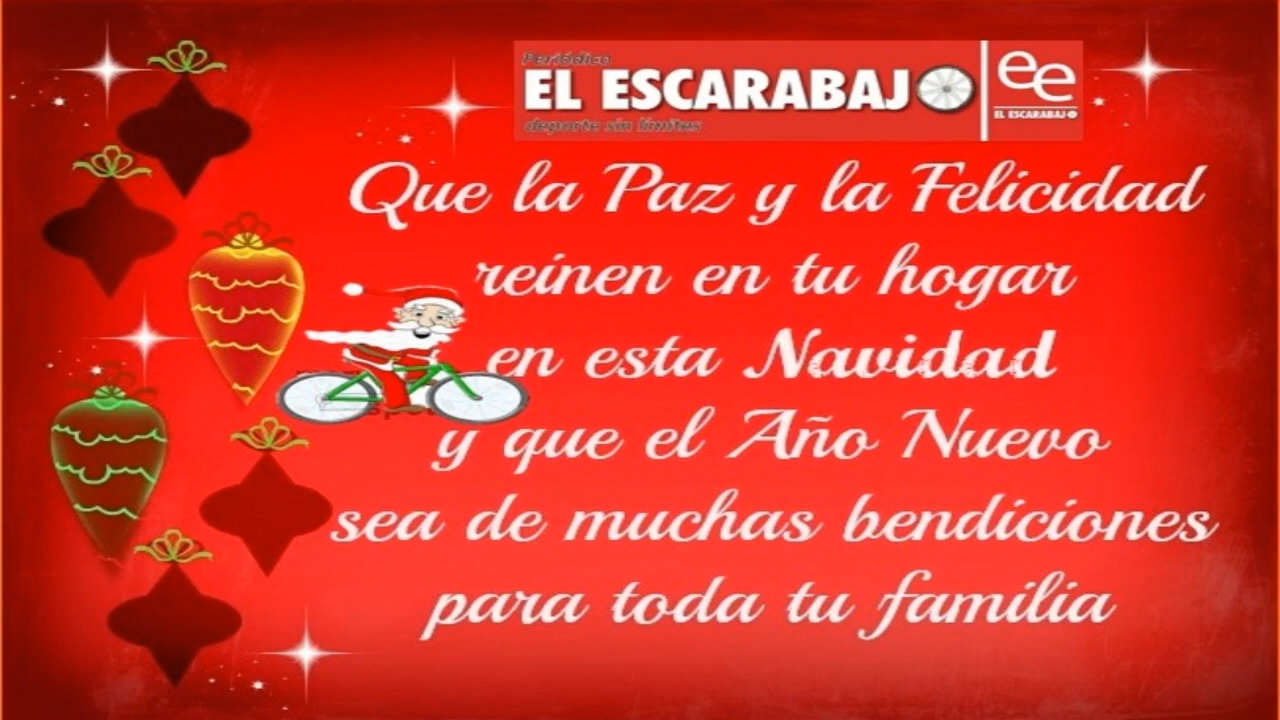 Periódico
EL ESCARABAJO
deporte sin límites
ee
EL ESCARABAJO
Que la Paz y la Felicidad
reinen en tu hogar
en esta Navidad
y que el Año Nuevo
sea de muchas bendiciones
para toda tu familia